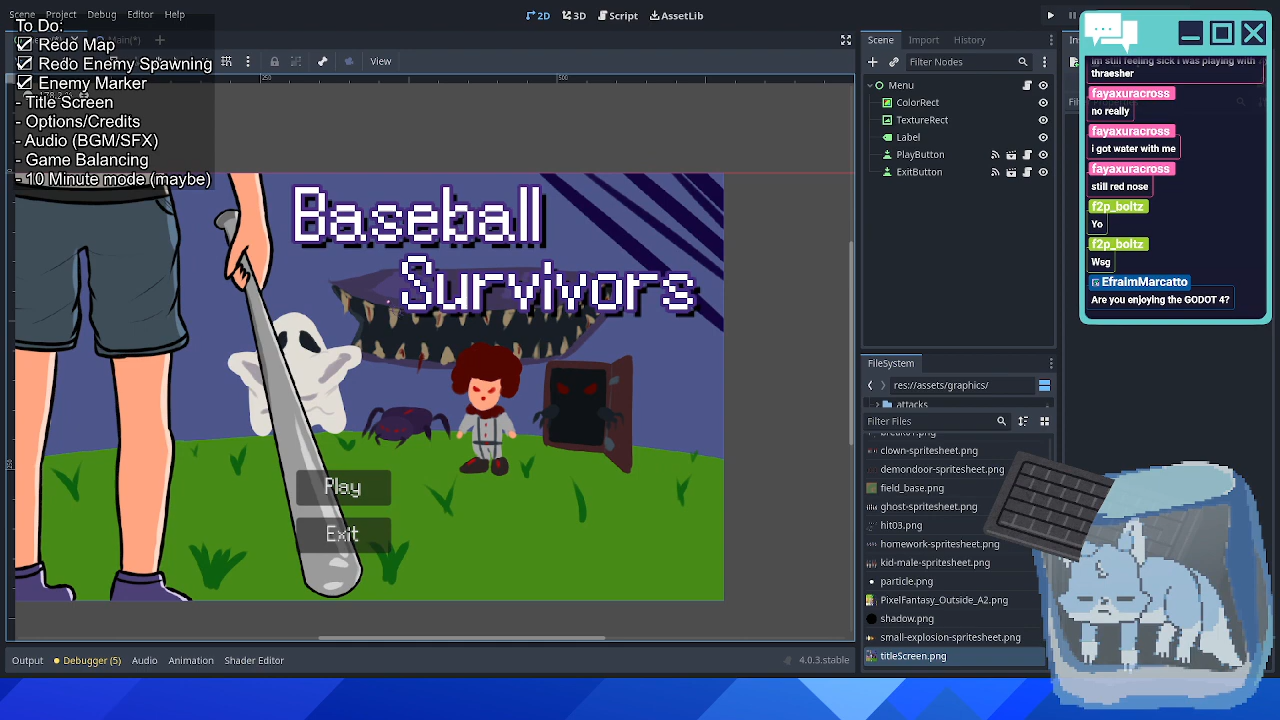 Scene Project Debug Editor Help
2D 3D Script AssetLib
To Do:
Redo Map
Redo Enemy Spawning
Enemy Marker
- Title Screen
- Options/Credits
- Audio (BGM/SFX)
- Game Balancing
- 10 Minute mode (maybe)
View
250
500
Baseball
Survivors
Play
Exit
Output Debugger (5) Audio Animation Shader Editor
4.0.3.stable
Scene Import History
Filter Nodes
Menu
ColorRect
TextureRect
Label
PlayButton
ExitButton
FileSystem
res://assets/graphics/
attacks
Filter Files
clown-spritesheet.png
demondoor-spritesheet.png
field_base.png
ghost-spritesheet.png
hit03.png
homework-spritesheet.png
kid-male-spritesheet.png
particle.png
PixelFantasy_Outside_A2.png
shadow.png
small-explosion-spritesheet.png
titleScreen.png
im still feeling sick i was playing with
thraesher
fayaxuracross
no really
fayaxuracross
i got water with me
fayaxuracross
still red nose
f2p_boltz
Yo
f2p_boltz
Wsg
EfraimMarcatto
Are you enjoying the GODOT 4?